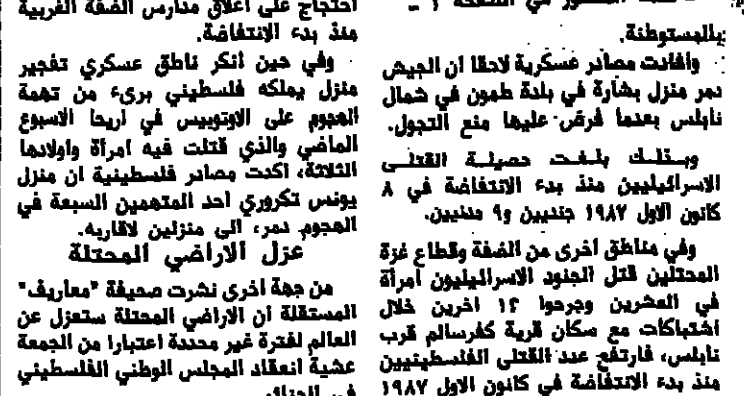 بالمستوطنة.
وافادت مصادر عسكرية لاحقا ان الجيش
دمر منزل بشارة في بلدة طمون في شمال
نابلس بعدما فرض عليها منع التجول.
وبذلك بلغت حصيلة القتلى
الاسرائيليين منذ بدء الانتفاضة في ٨
كانون الاول ١٩٨٧ جنديين و٩ مدنيين.
وفي مناطق اخرى من الضفة وقطاع غزة
المحتلين قتل الجنود الاسرائيليون امرأة
في العشرين وجرحوا ١٢ اخرين خلال
اشتباكات مع سكان قرية كفرسالم قرب
نابلس، فارتفع عدد القتلى الفلسطينيين
منذ بدء الانتفاضة في كانون الاول ١٩٨٧
احتجاج على اغلاق مدارس الضفة الغربية
منذ بدء الانتفاضة.
وفي حين انكر ناطق عسكري تفجير
منزل يملكه فلسطيني برىء من تهمة
الهجوم على الاوتوبيس في اريحا الاسبوع
الماضي والذي قتلت فيه امرأة واولادها
الثلاثة، اكدت مصادر فلسطينية ان منزل
يونس تكروري احد المتهمين السبعة في
الهجوم دمر، الى منزلين لاقاربه.
عزل الاراضي المحتلة
من جهة اخرى نشرت صحيفة "معاريف"
المستقلة ان الاراضي المحتلة ستعزل عن
العالم لفترة غير محددة اعتبارا من الجمعة
عشية انعقاد المجلس الوطني الفلسطيني